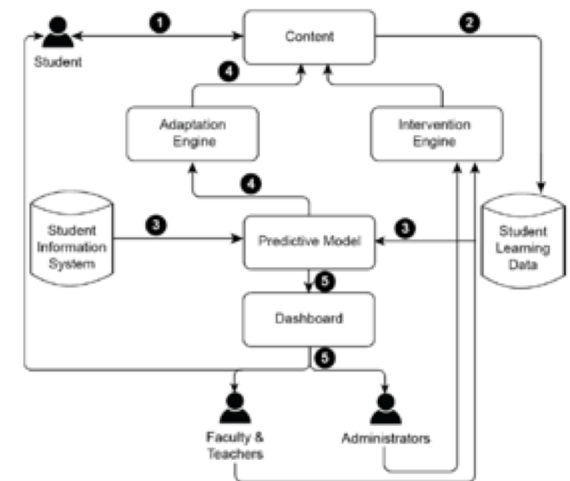 1
Content
2
Student
4
Adaptation
Engine
Intervention
Engine
4
Student
Information
System
3
Predictive Model
3
Student
Learning
Data
5
Dashboard
5
Faculty &
Teachers
Administrators